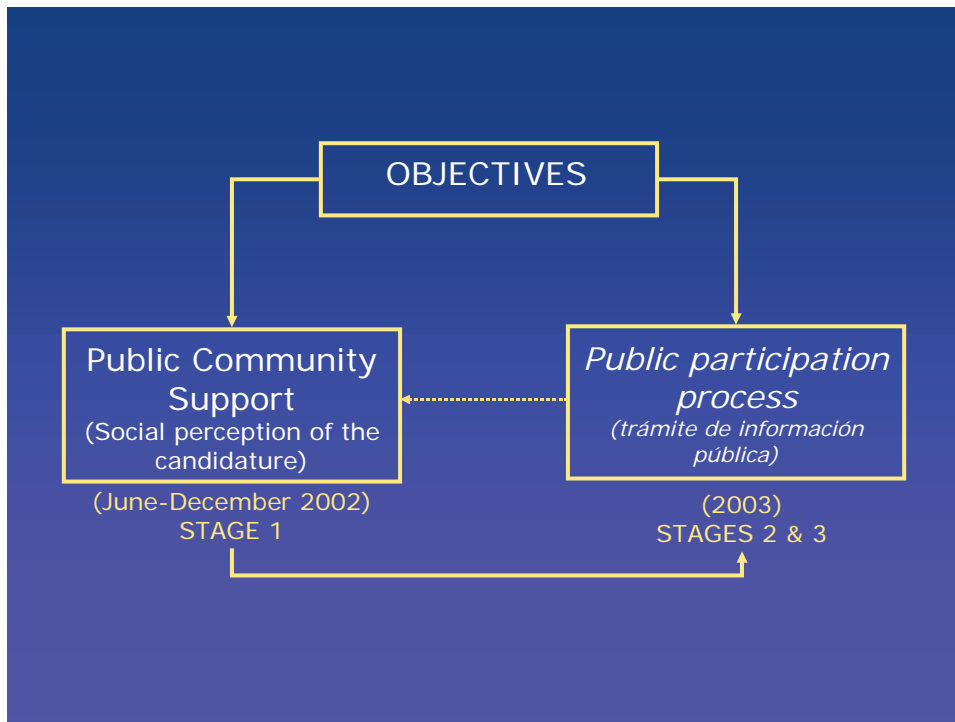 OBJECTIVES
Public Community
Support
(Social perception of the
candidature)
(June-December 2002)
STAGE 1
Public participation
process
(trámite de información
pública)
(2003)
STAGES 2 & 3